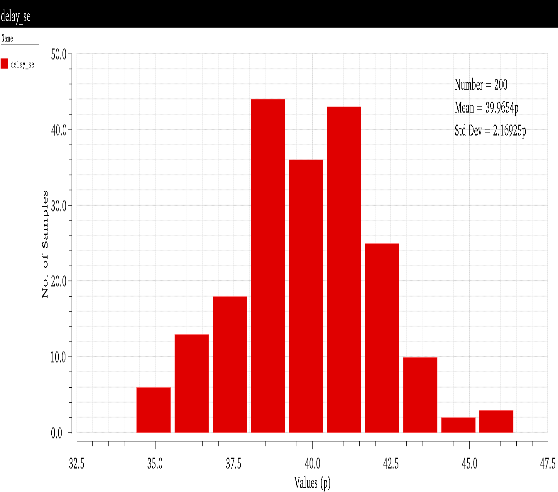 delay_se
Name
delay_se
50.0
40.0
30.0
20.0
10.0
0.0
No. of Samples
Number = 200
Mean = 39.9654p
Std Dev = 2.16925p
32.5 35.0 37.5 40.0 42.5 45.0 47.5
Values (p)